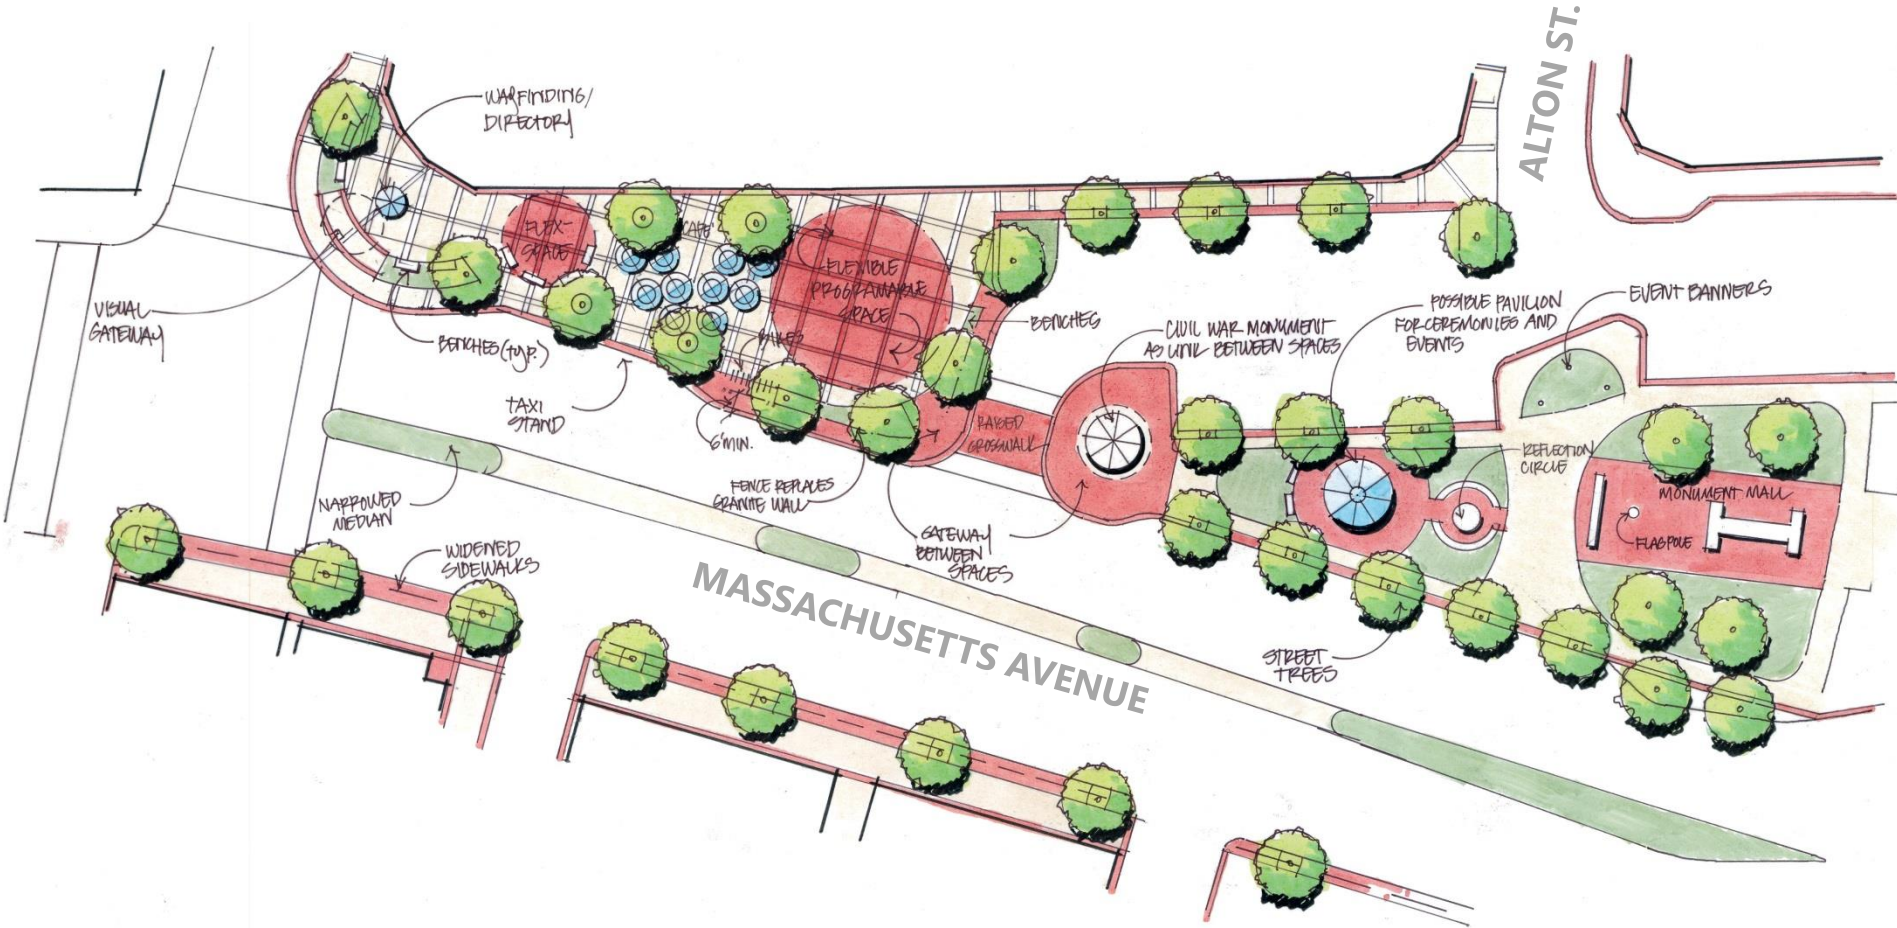 ALTON ST.
WAYFINDING/
DIRECTORY
FLEX-
SPACE
CAFE
FLEXIBLE
PROGRAMABLE
SPACE
VISUAL
GATEWAY
BENCHES (TYP.)
BIKES
TAXI
STAND
6' MIN.
BENCHES
CIVIL WAR MONUMENT
AS LINK BETWEEN SPACES
POSSIBLE PAVILION
FOR CEREMONIES AND
EVENTS
EVENT BANNERS
RAISED
CROSSWALK
REFLECTION
CIRCLE
MONUMENT MALL
FLAGPOLE
NARROWED
MEDIAN
FENCE REPLACES
GRANITE WALL
GATEWAY
BETWEEN
SPACES
WIDENED
SIDEWALKS
MASSACHUSETTS AVENUE
STREET
TREES